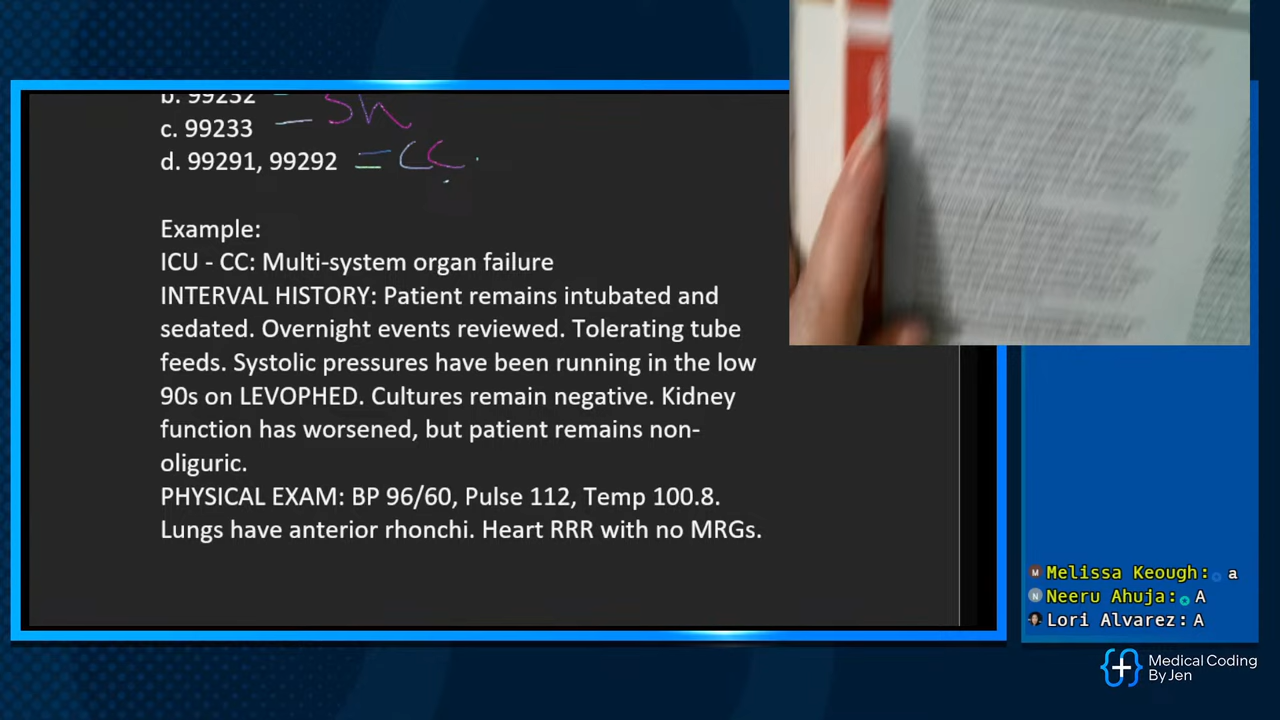 b. 99232 -
c. 99233 - Sh
d. 99291, 99292 = CC
Example:
ICU - CC: Multi-system organ failure
INTERVAL HISTORY: Patient remains intubated and
sedated. Overnight events reviewed. Tolerating tube
feeds. Systolic pressures have been running in the low
90s on LEVOPHED. Cultures remain negative. Kidney
function has worsened, but patient remains non-
oliguric.
PHYSICAL EXAM: BP 96/60, Pulse 112, Temp 100.8.
Lungs have anterior rhonchi. Heart RRR with no MRGs.
M Melissa Keough: a
N Neeru Ahuja: A
Lori Alvarez: A
Medical Coding
By Jen